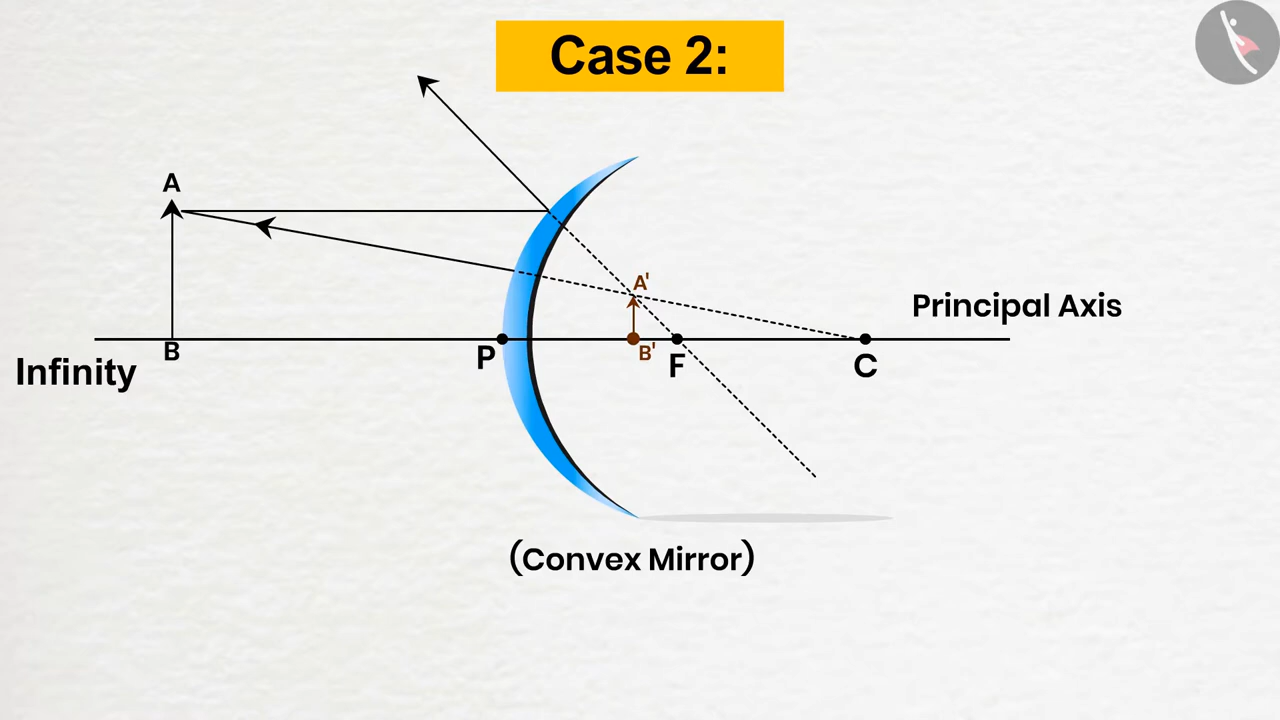 Case 2:
A
A'
Principal Axis
B
P
B'
F
C
Infinity
(Convex Mirror)